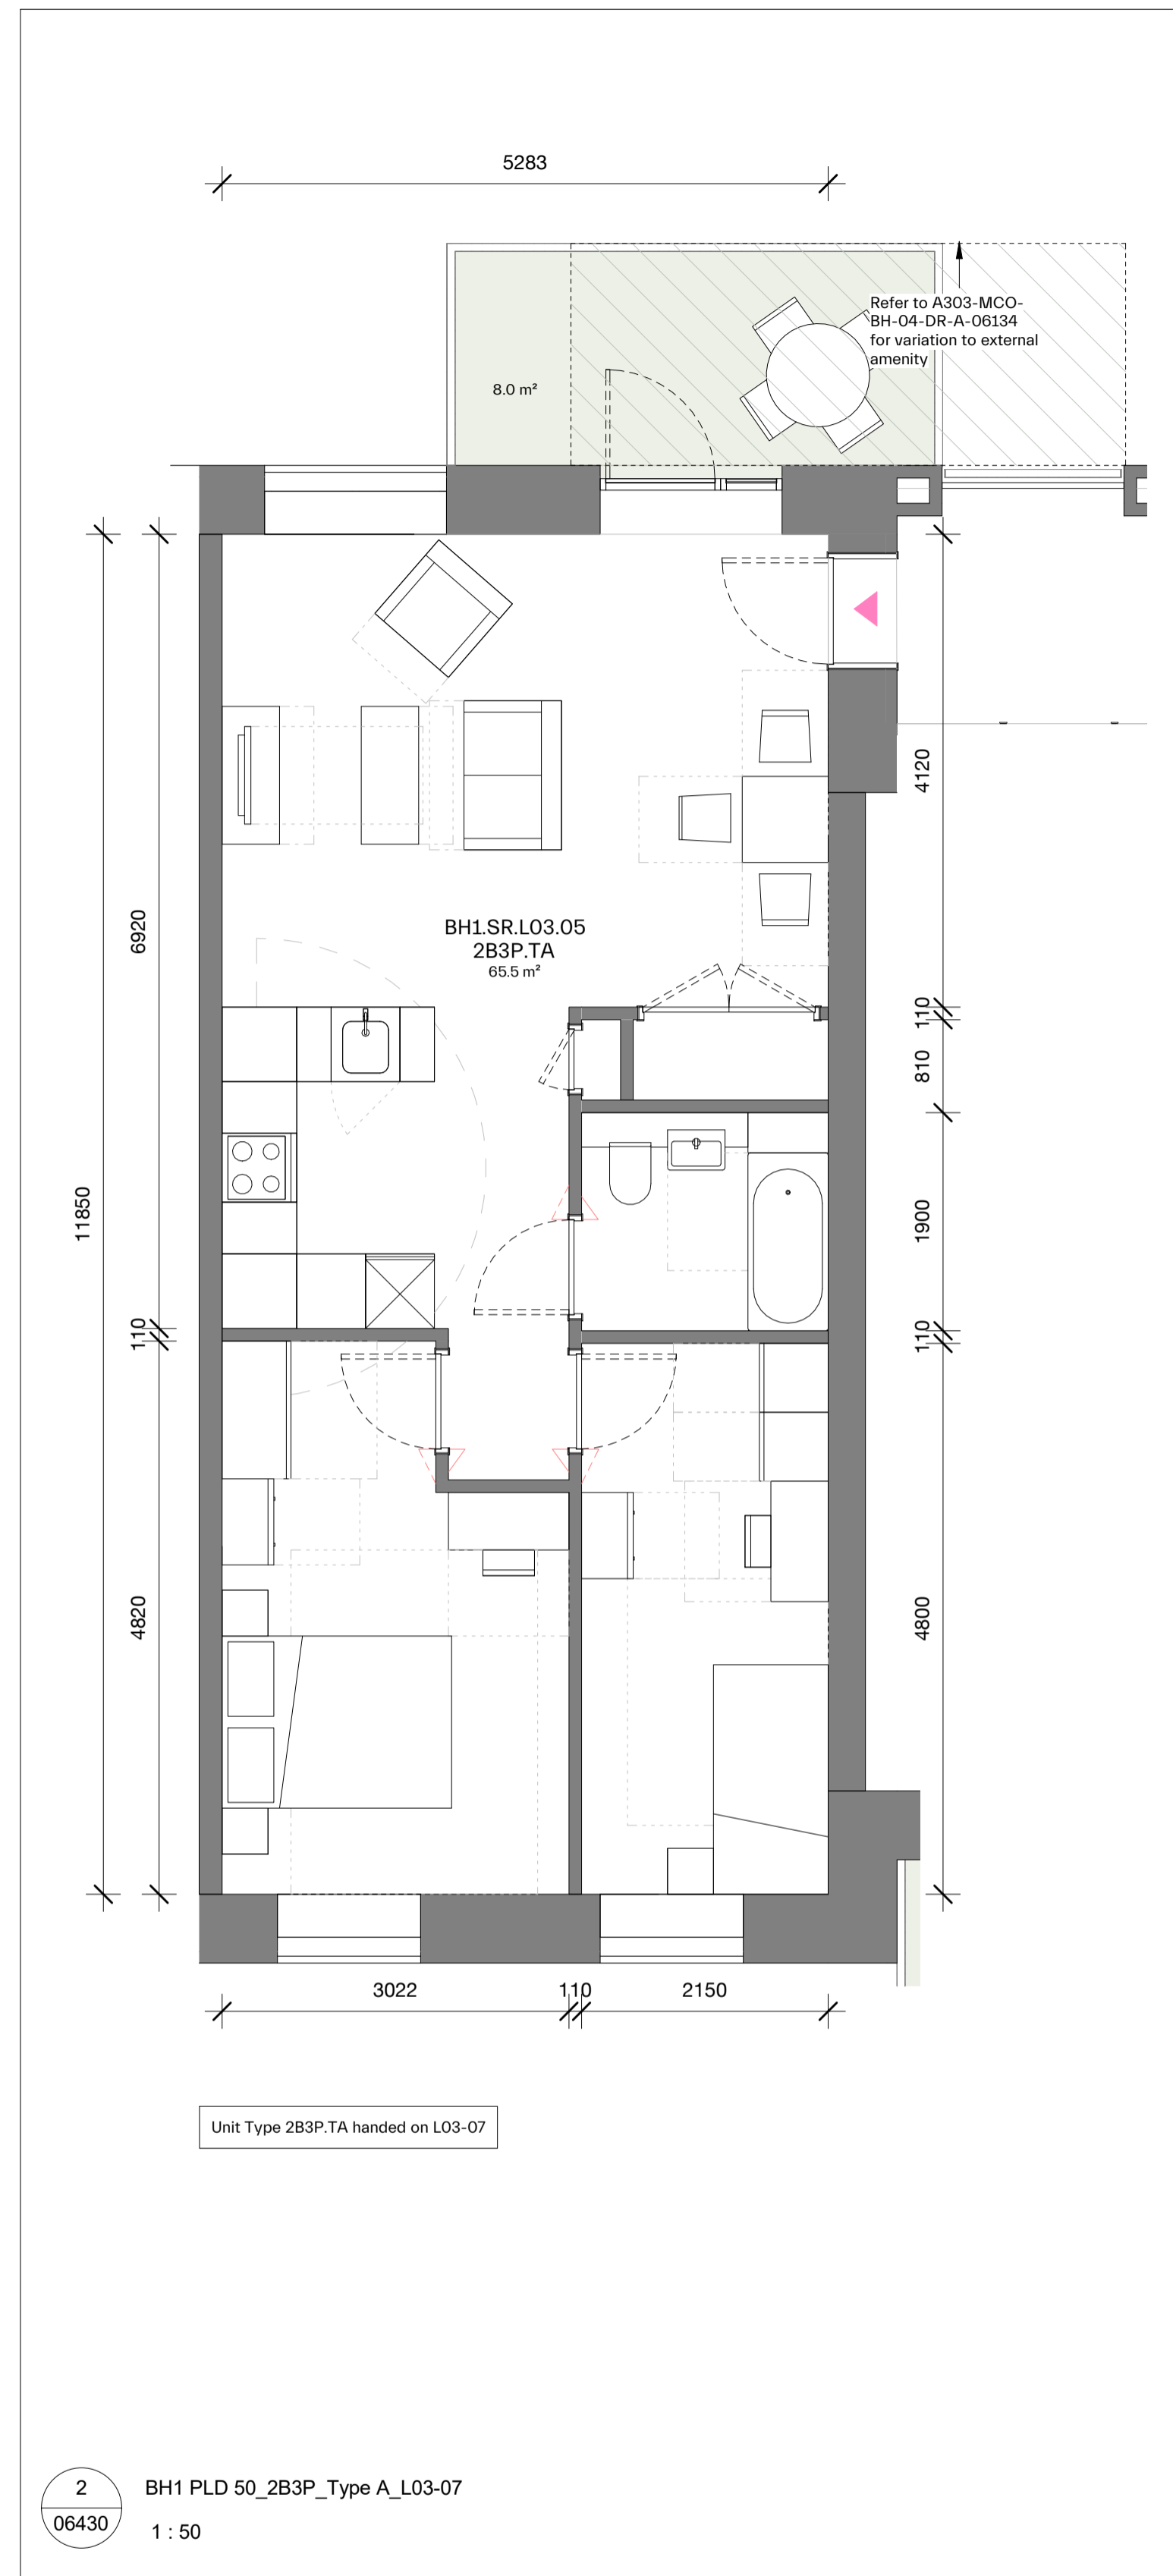 5283
Refer to A303-MCO-
BH-04-DR-A-06134
for variation to external
amenity
8.0 m²
4120
6920
BH1.SR.L03.05
2B3P.TA
65.5 m²
110
810
11850
1900
110
110
4820
4800
3022
110
2150
Unit Type 2B3P.TA handed on L03-07
2
06430
BH1 PLD 50_2B3P_Type A_L03-07
1 : 50